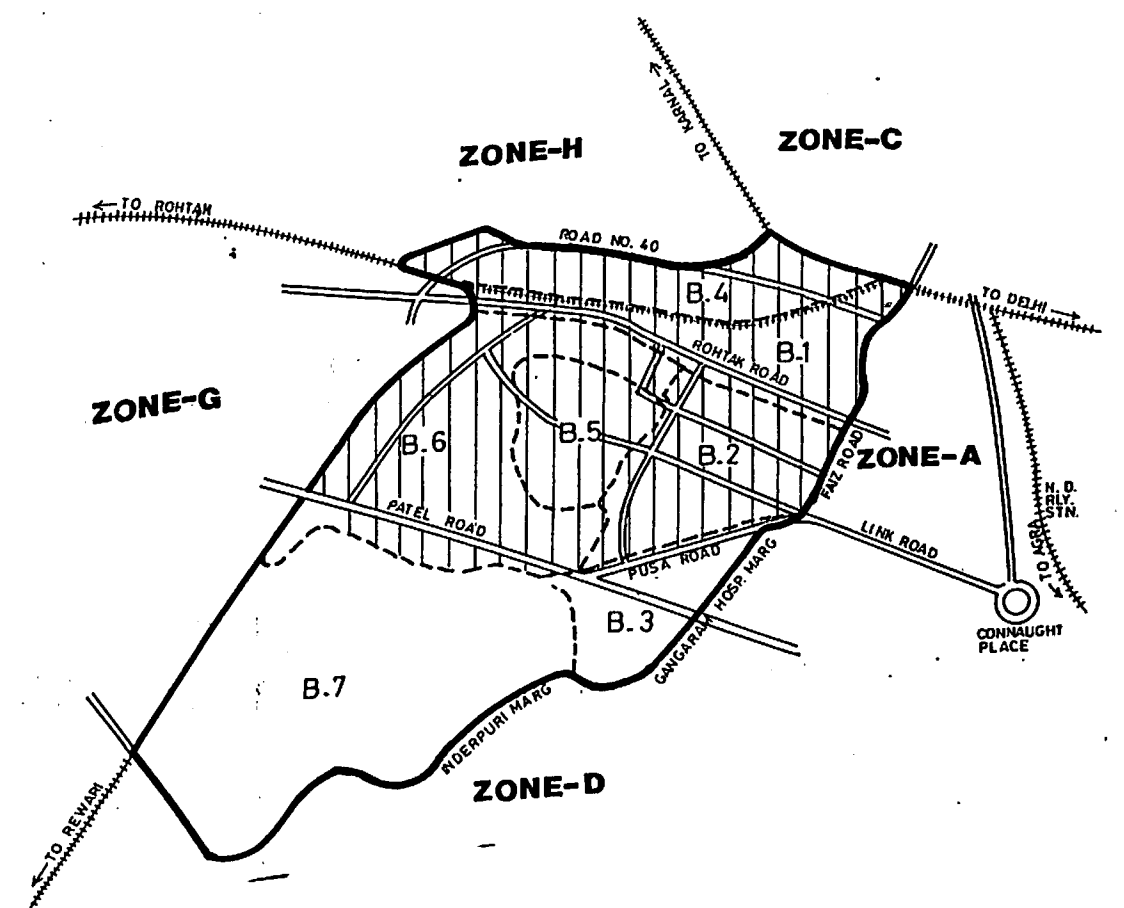 TO KARNAL
ZONE-C
ZONE-H
TO ROHTAK
ROAD NO. 40
TO DELHI
B.4
B.1
ROHTAK ROAD
ZONE-G
B.6
B.5
B.2
FAIZ ROAD
ZONE-A
N. D.
RLY.
STN.
PATEL ROAD
LINK ROAD
TO AGRA
PUSA ROAD
B.3
GANGARAM HOSP. MARG
CONNAUGHT
PLACE
B.7
INDERPURI MARG
ZONE-D
TO REWARI